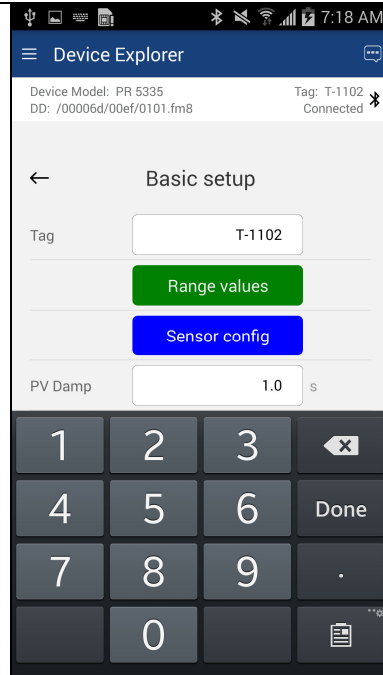 7:18 AM
Device Explorer
Device Model: PR 5335
Tag: T-1102
DD: /00006d/00ef/0101.fm8
Connected
Basic setup
Tag T-1102
Range values
Sensor config
PV Damp 1.0 s
1 2 3
4 5 6 Done
7 8 9 .
0